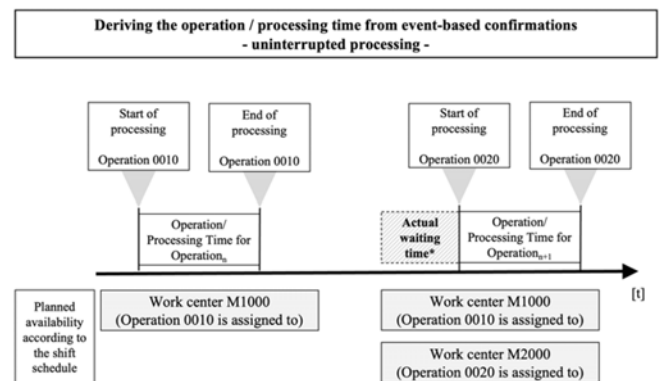 Deriving the operation / processing time from event-based confirmations
- uninterrupted processing -
Start of
processing
Operation 0010
End of
processing
Operation 0010
Start of
processing
Operation 0020
End of
processing
Operation 0020
Operation/
Processing Time for
Operationₙ
Actual
waiting
time*
Operation/
Processing Time for
Operationₙ₊₁
[t]
Planned
availability
according to
the shift
schedule
Work center M1000
(Operation 0010 is assigned to)
Work center M1000
(Operation 0010 is assigned to)
Work center M2000
(Operation 0020 is assigned to)